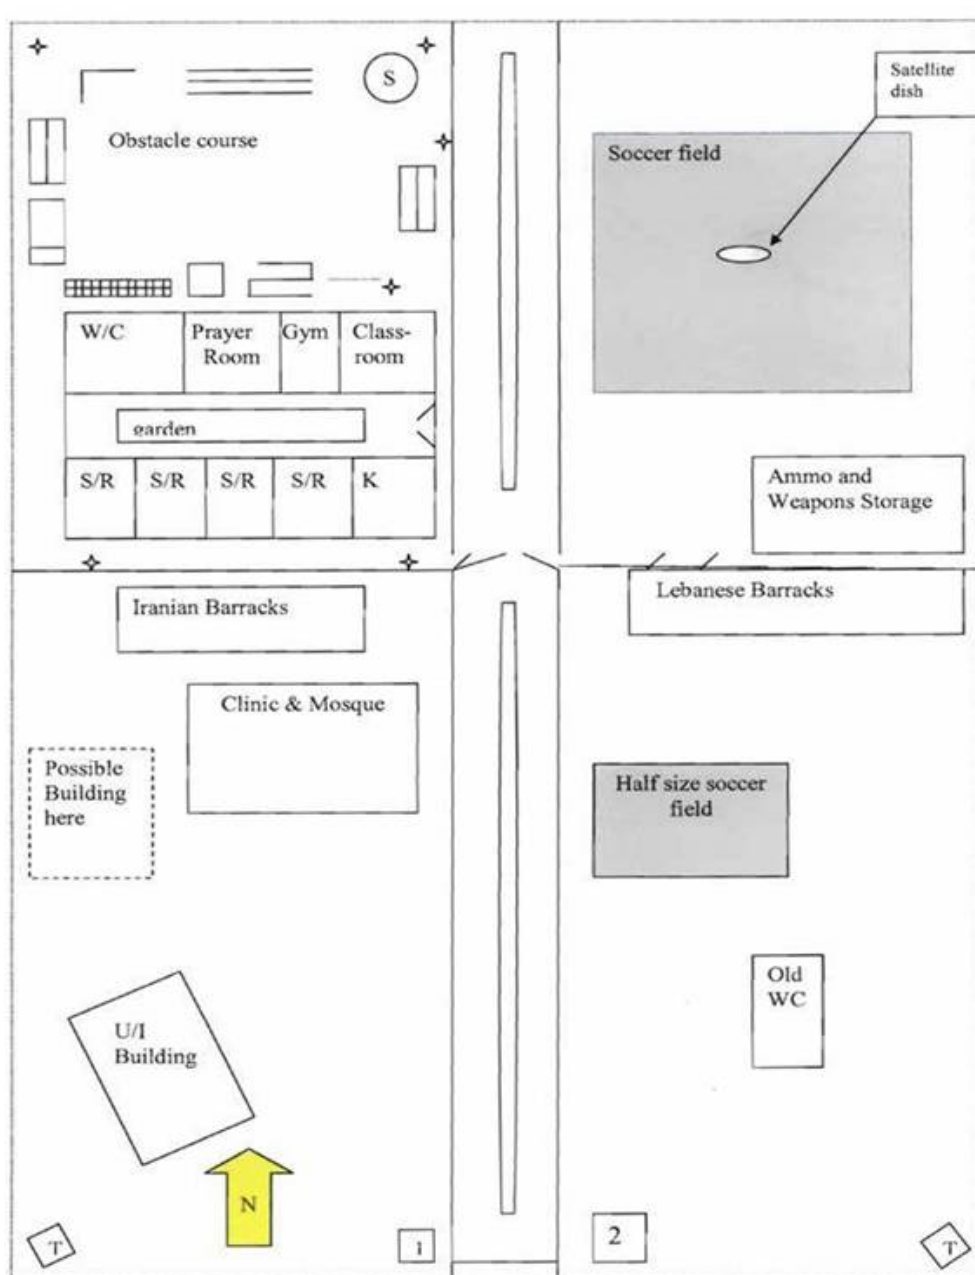 S
Satellite
dish
Obstacle course
Soccer field
W/C
Prayer
Room
Gym
Class-
room
garden
S/R
S/R
S/R
S/R
K
Ammo and
Weapons Storage
Iranian Barracks
Lebanese Barracks
Clinic & Mosque
Possible
Building
here
Half size soccer
field
Old
WC
U/I
Building
N
T
1
2
T